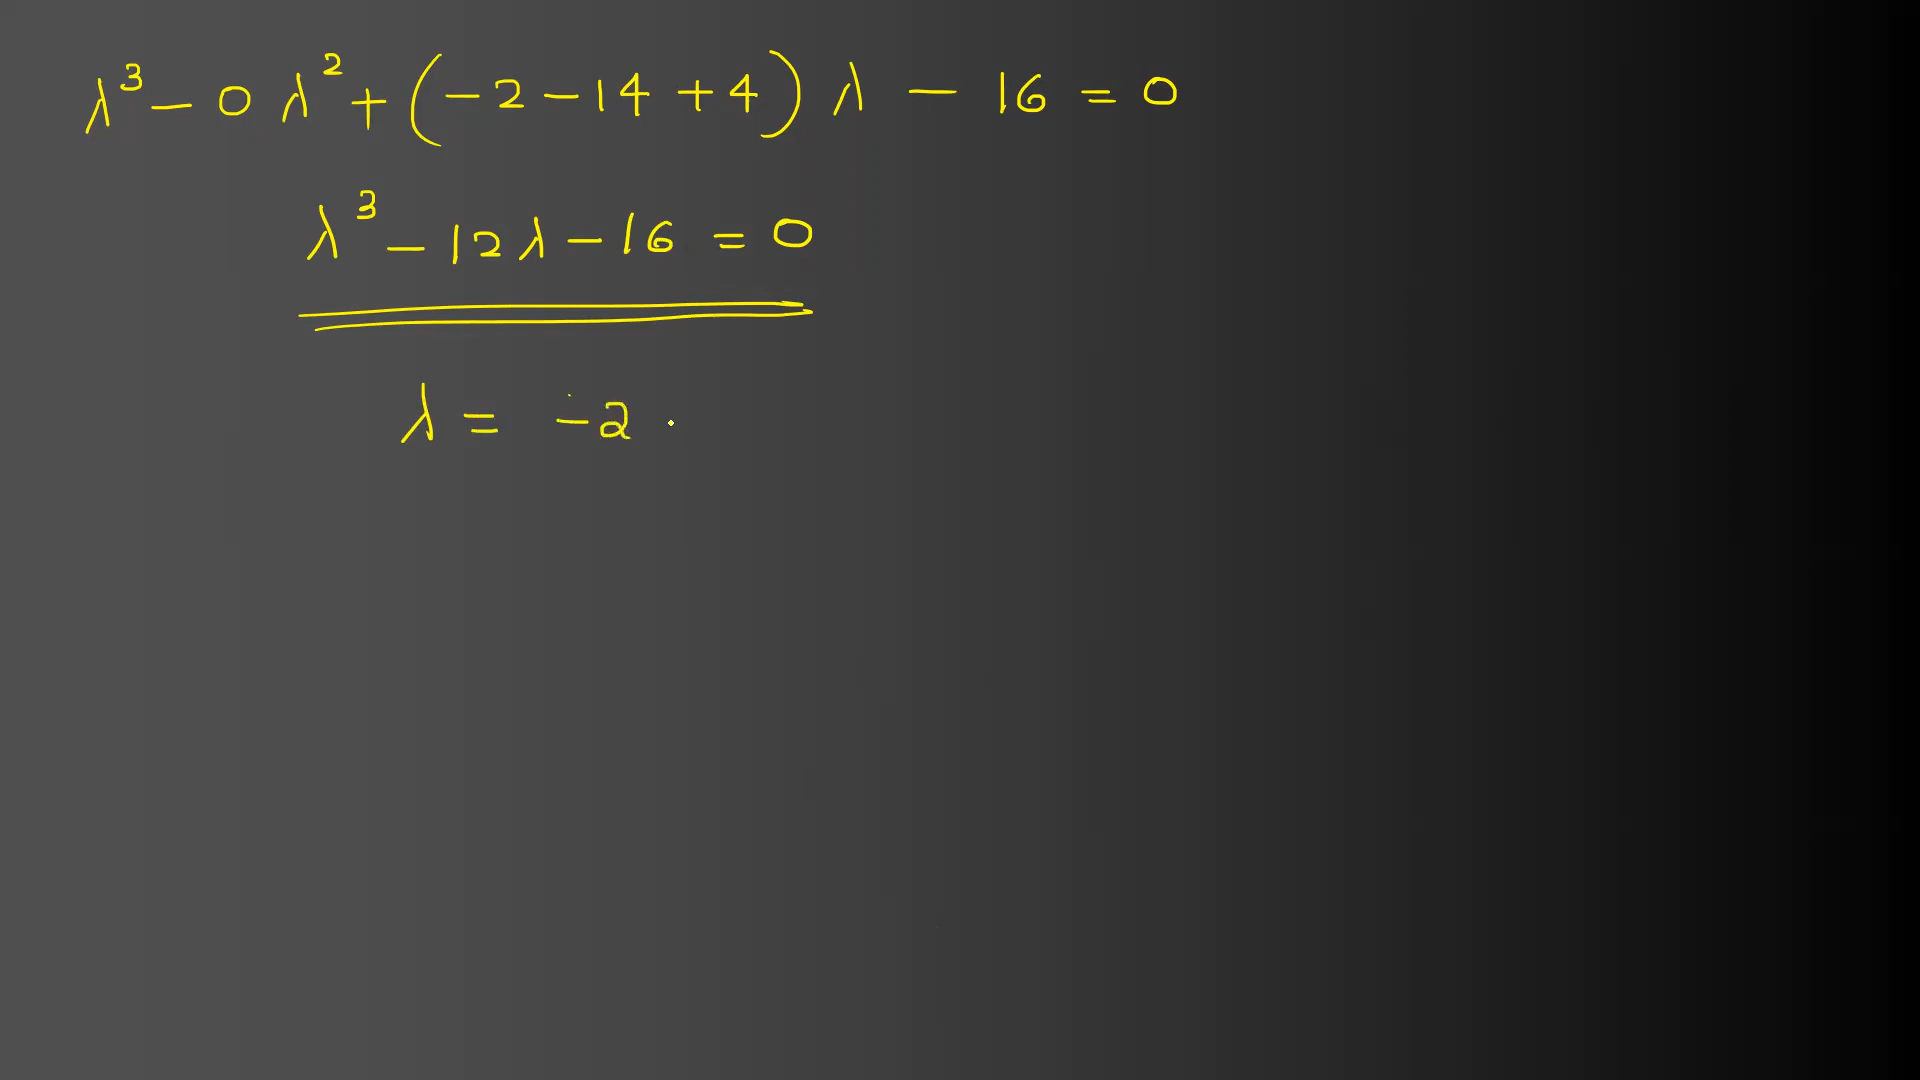 λ³ – 0 λ² + (–2 –14 +4) λ – 16 = 0
λ³ – 12λ – 16 = 0
λ = –2